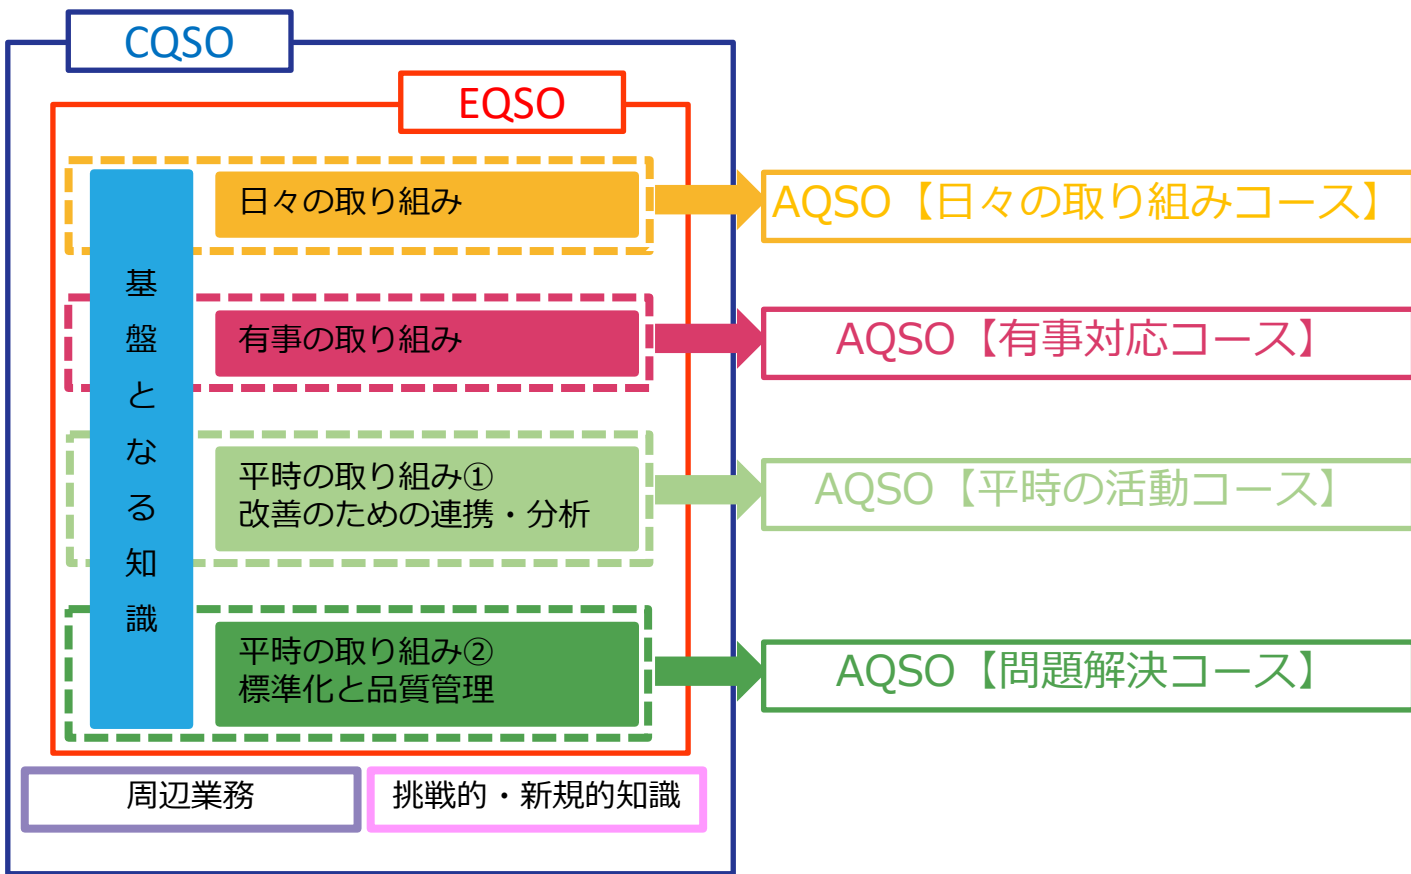 CQSO
EQSO
基盤となる知識
日々の取り組み
AQSO【日々の取り組みコース】
有事の取り組み
AQSO【有事対応コース】
平時の取り組み①
改善のための連携・分析
AQSO【平時の活動コース】
平時の取り組み②
標準化と品質管理
AQSO【問題解決コース】
周辺業務
挑戦的・新規的知識